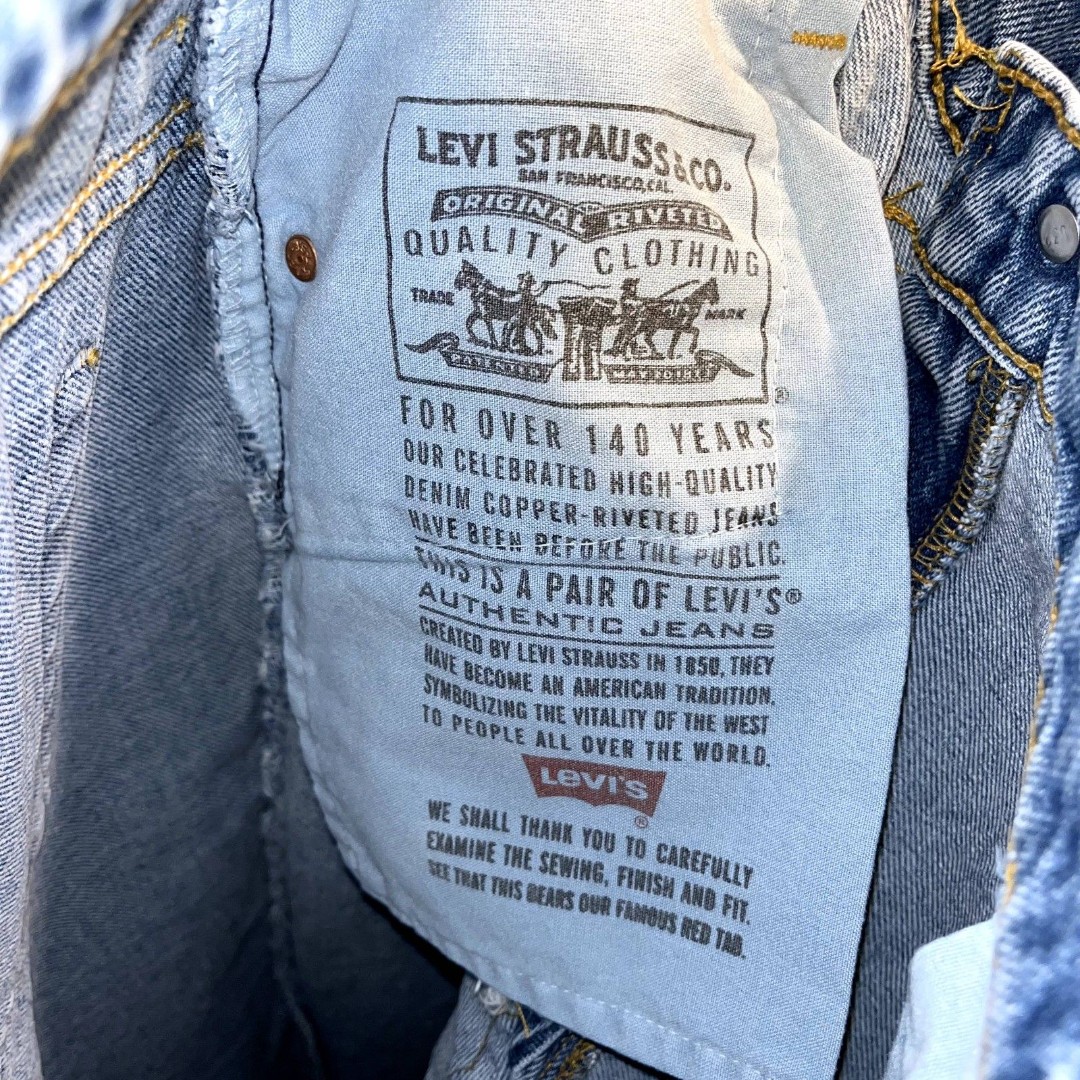 LEVI STRAUSS & CO.
SAN FRANCISCO, CAL.
ORIGINAL RIVETED
QUALITY CLOTHING
TRADE MARK
®
FOR OVER 140 YEARS
OUR CELEBRATED HIGH-QUALITY
DENIM COPPER-RIVETED JEANS
HAVE BEEN BEFORE THE PUBLIC.
THIS IS A PAIR OF LEVI'S®
AUTHENTIC JEANS
CREATED BY LEVI STRAUSS IN 1850, THEY
HAVE BECOME AN AMERICAN TRADITION.
SYMBOLIZING THE VITALITY OF THE WEST
TO PEOPLE ALL OVER THE WORLD.
LEVI'S
®
WE SHALL THANK YOU TO CAREFULLY
EXAMINE THE SEWING, FINISH AND FIT.
SEE THAT THIS BEARS OUR FAMOUS RED TAB.